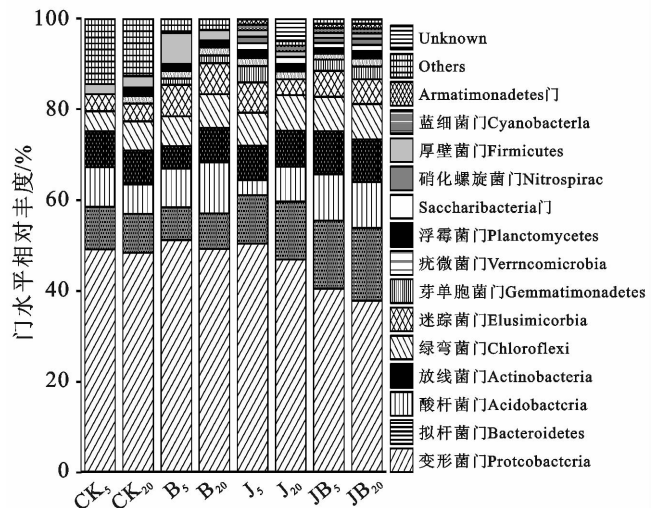 门水平相对丰度/%
100
80
60
40
20
0
CK5
CK20
B5
B20
J5
J20
JB5
JB20
Unknown
Others
Armatimonadetes门
蓝细菌门Cyanobacterla
厚壁菌门Firmicutes
硝化螺旋菌门Nitrospirac
Saccharibacteria门
浮霉菌门Planctomycetes
疣微菌门Verrncomicrobia
芽单胞菌门Gemmatimonadetes
迷踪菌门Elusimicorbia
绿弯菌门Chloroflexi
放线菌门Actinobacteria
酸杆菌门Acidobactcria
拟杆菌门Bacteroidetes
变形菌门Protcobactcria